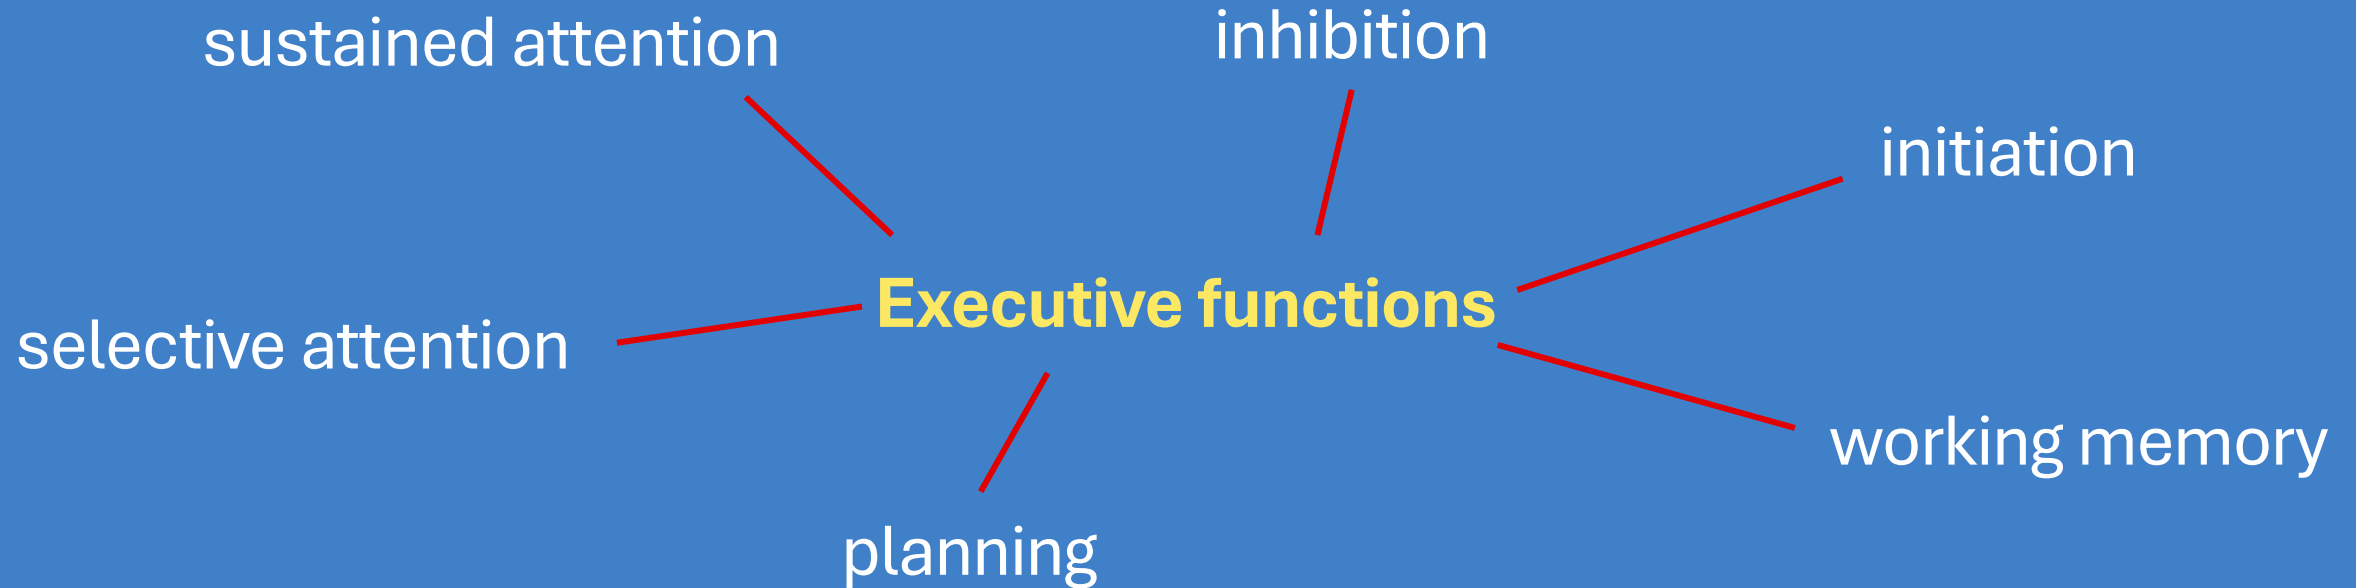 sustained attention
inhibition
initiation
Executive functions
selective attention
working memory
planning